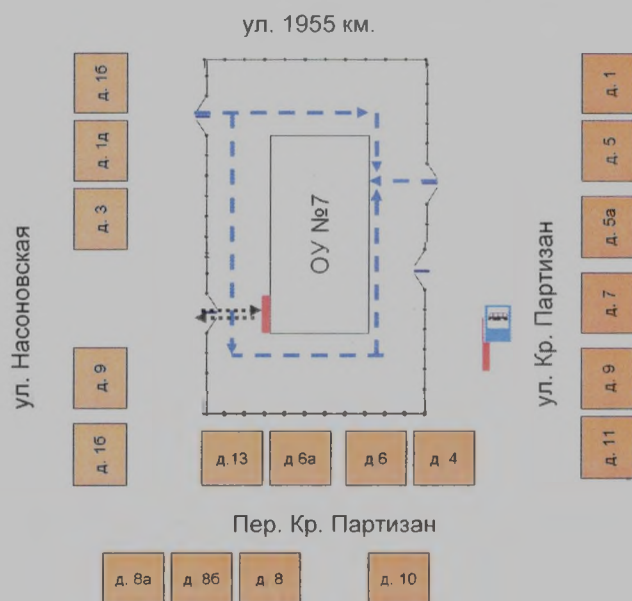 ул. 1955 км.
д. 1б
д. 1д
д. 3
ул. Насоновская
д. 9
д. 1б
ОУ №7
д. 1
д. 5
д. 5а
д. 7
д. 9
д. 11
ул. Кр. Партизан
д.13
д 6а
д 6
д 4
Пер. Кр. Партизан
д. 8а
д. 8б
д. 8
д. 10